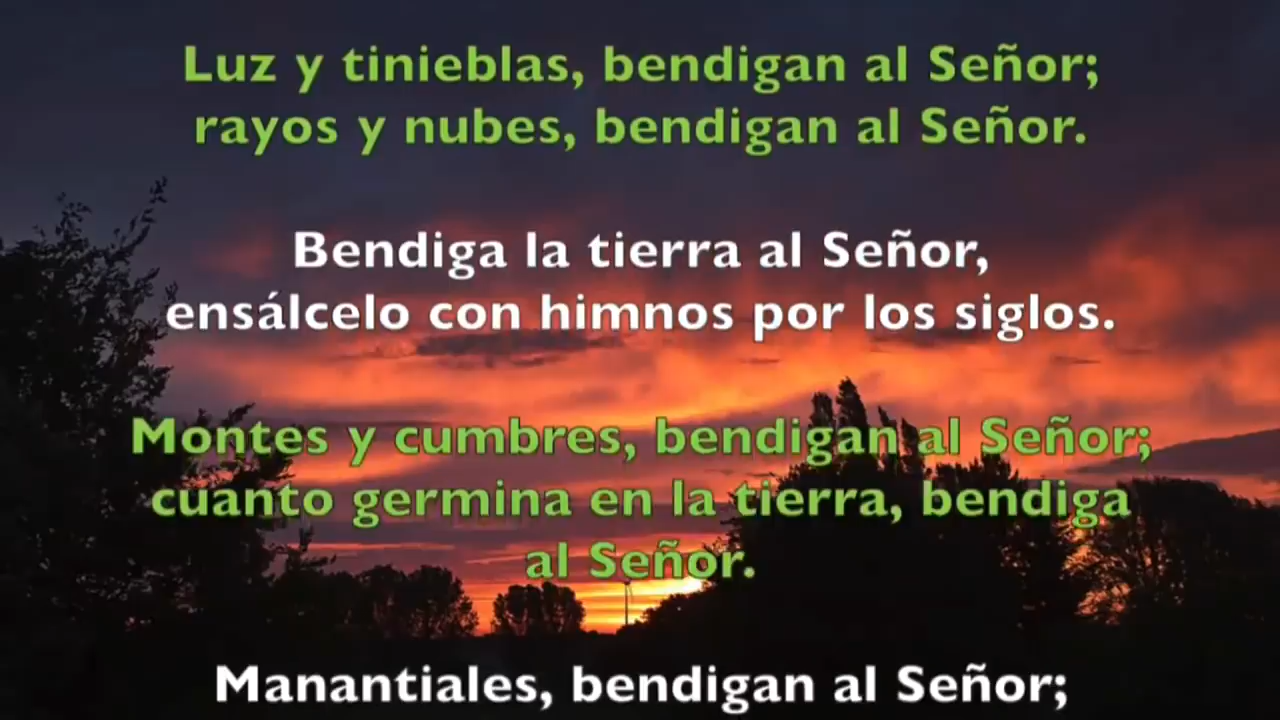 Luz y tinieblas, bendigan al Señor;
rayos y nubes, bendigan al Señor.
Bendiga la tierra al Señor,
ensálcelo con himnos por los siglos.
Montes y cumbres, bendigan al Señor;
cuanto germina en la tierra, bendiga
al Señor.
Manantiales, bendigan al Señor;